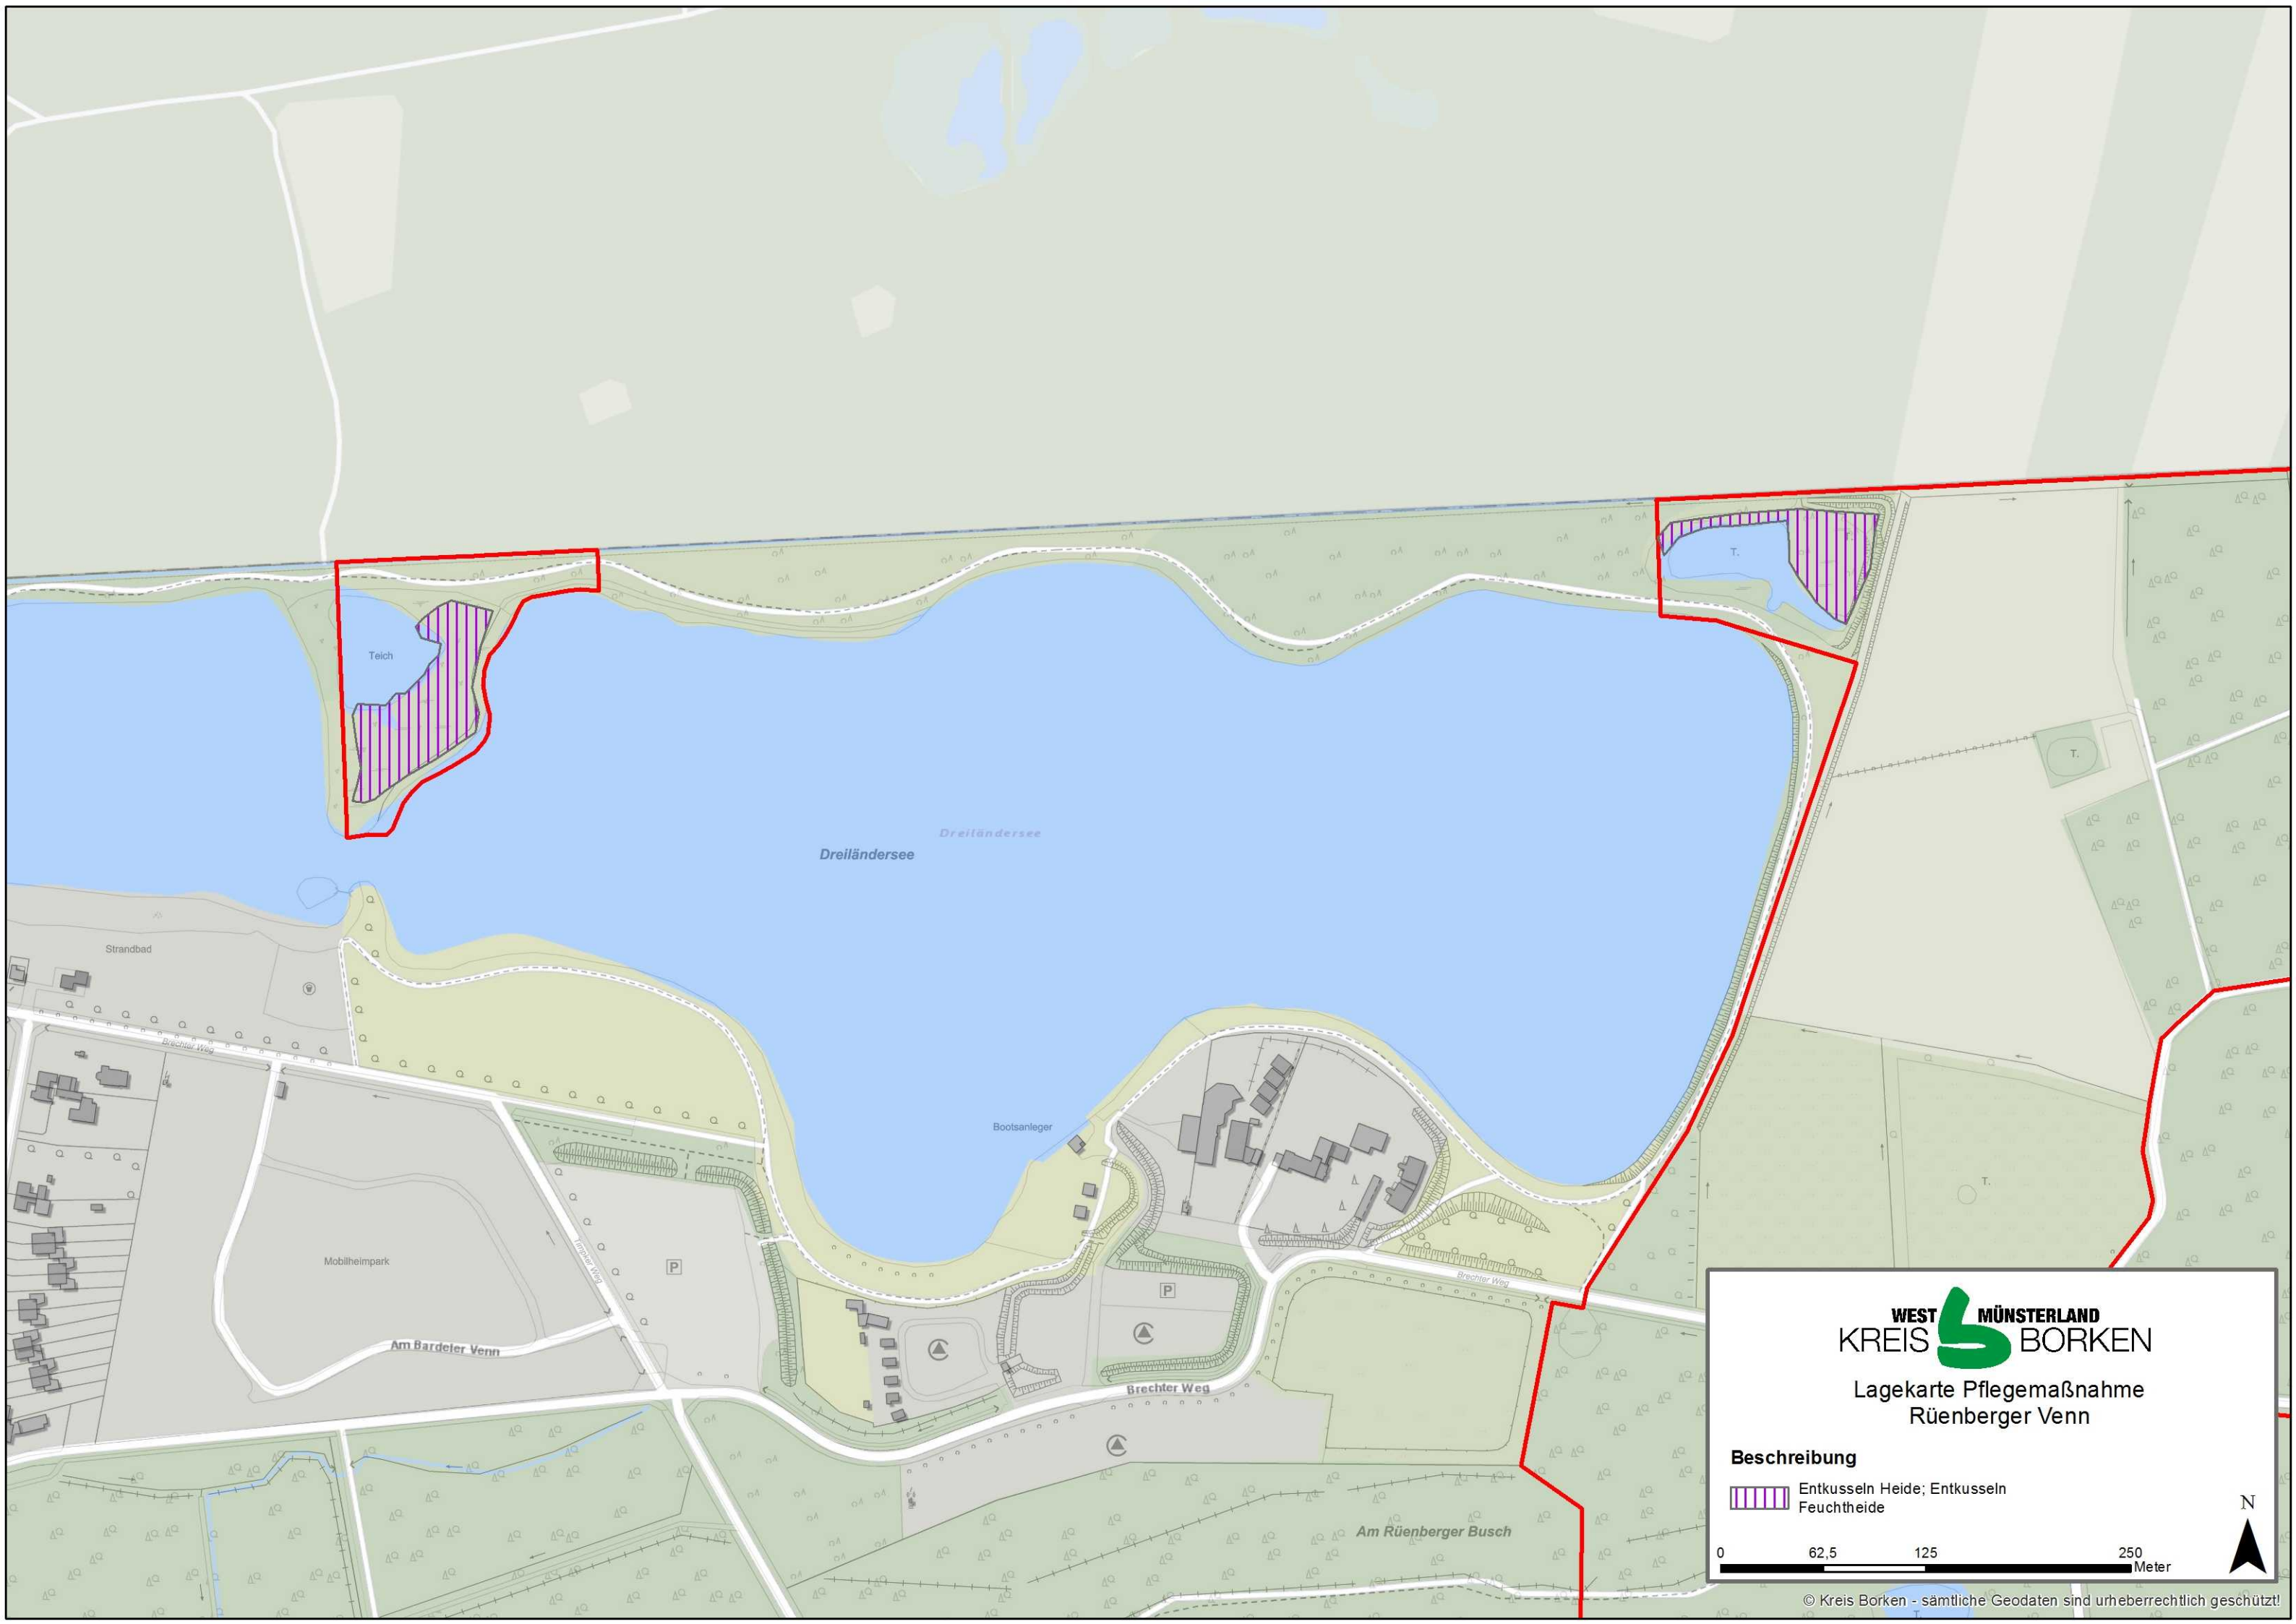 Teich
T.
T.
Dreiländersee
Dreiländersee
Strandbad
Brechter Weg
Bootsanleger
T.
Mobilheimpark
Timmer Weg
P
P
Brechter Weg
Am Bardeler Venn
Brechter Weg
Am Rüenberger Busch
WEST MÜNSTERLAND
KREIS BORKEN
Lagekarte Pflegemaßnahme
Rüenberger Venn
Beschreibung
Entkusseln Heide; Entkusseln
Feuchtheide
N
0 62,5 125 250
Meter
T.
© Kreis Borken - sämtliche Geodaten sind urheberrechtlich geschützt!